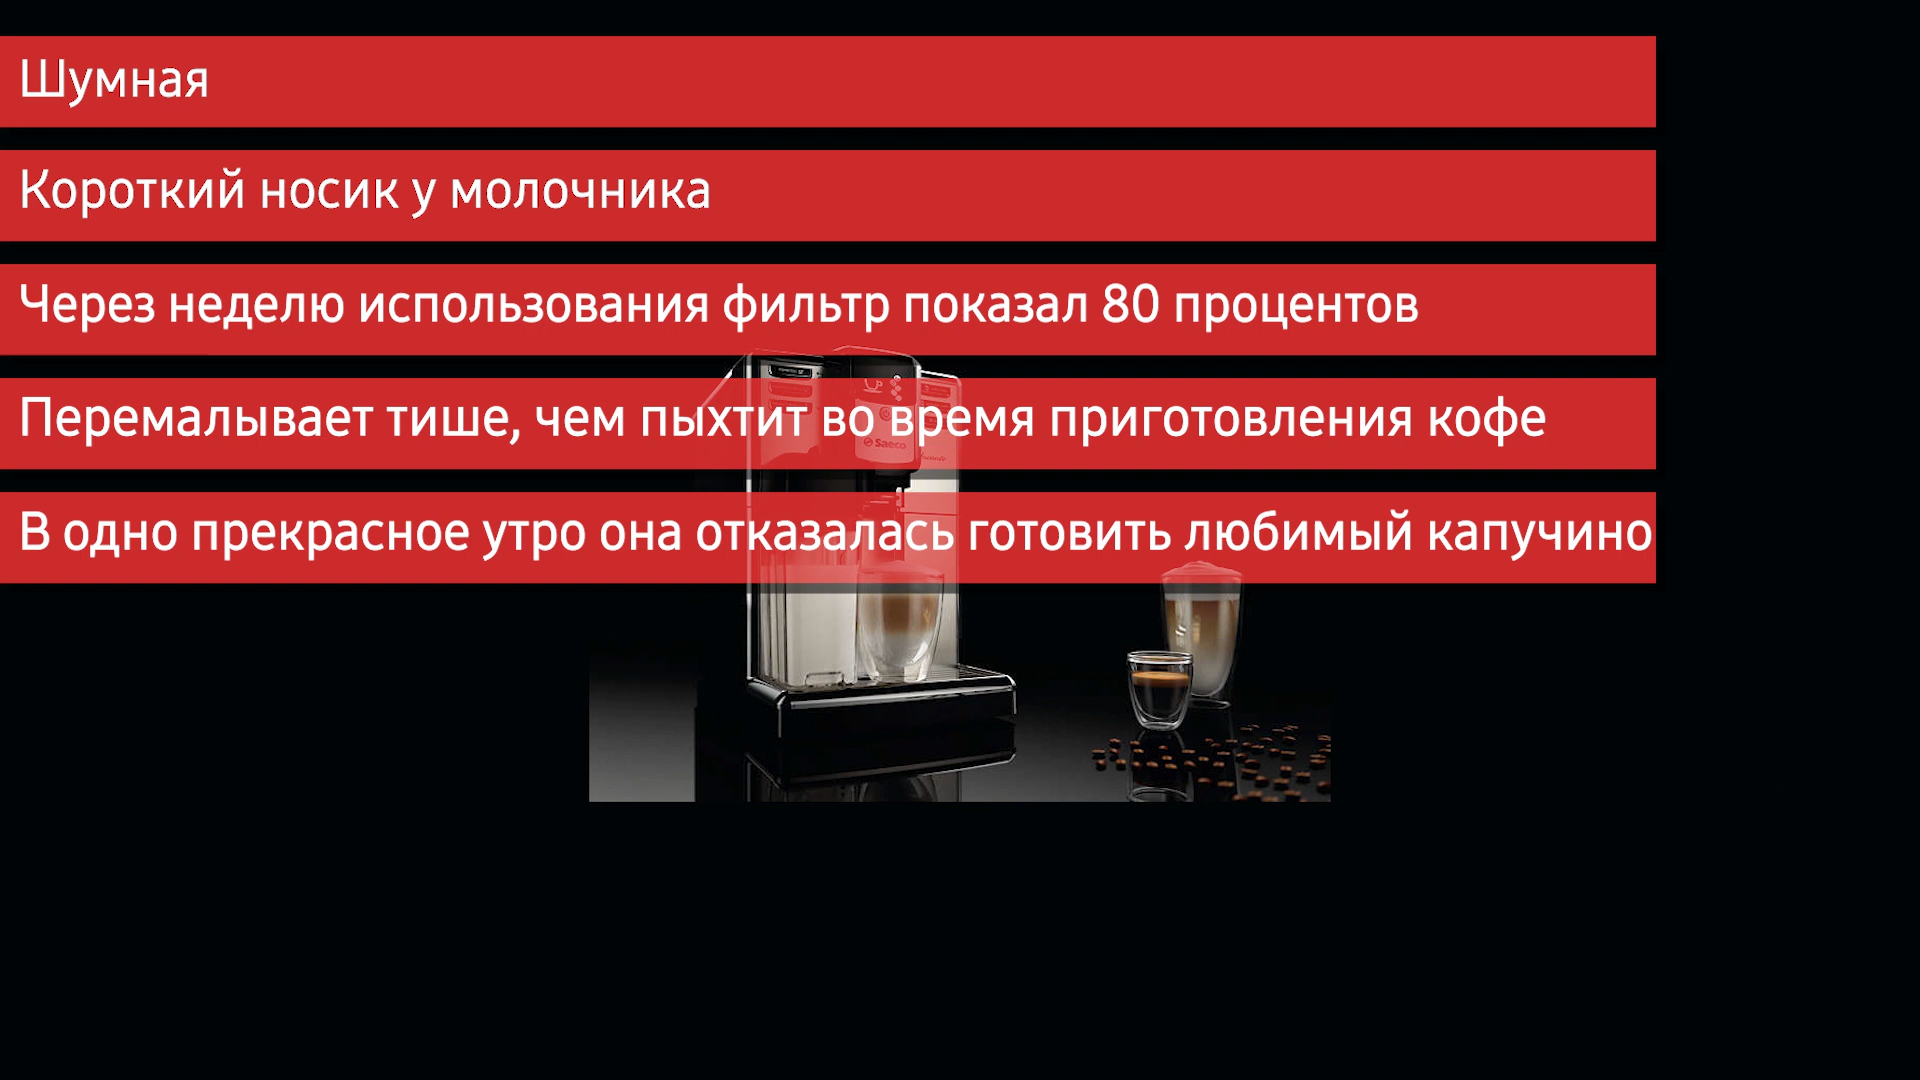 Шумная
Короткий носик у молочника
Через неделю использования фильтр показал 80 процентов
Перемалывает тише, чем пыхтит во время приготовления кофе
Saeco
В одно прекрасное утро она отказалась готовить любимый капучино